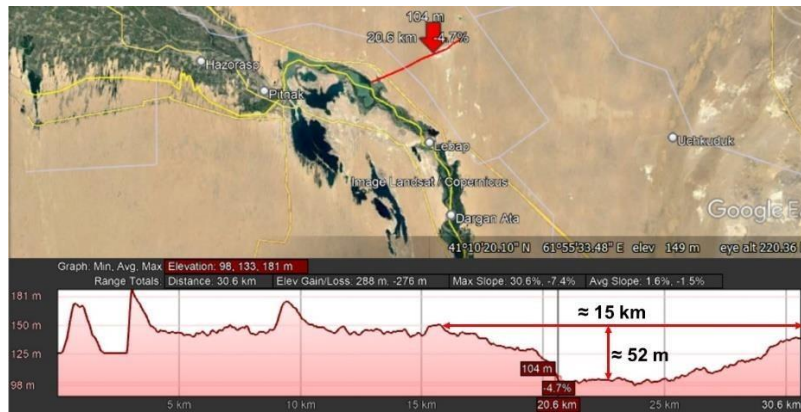 104 m
20.6 km -4.7%
Hazorasp
Pitnak
Lebap
Uchkuduk
Image Landsat / Copernicus
Dargan Ata
Google E
41°10'20.10" N 61°55'33.48" E elev 149 m eye alt 220.36
Graph: Min, Avg, Max Elevation: 98, 133, 181 m
Range Totals: Distance: 30.6 km Elev Gain/Loss: 288 m, -276 m Max Slope: 30.6%, -7.4% Avg Slope: 1.6%, -1.5%
181 m
150 m
125 m
98 m
≈ 15 km
≈ 52 m
104 m
-4.7%
5 km 10 km 15 km 20.6 km 25 km 30.6 km